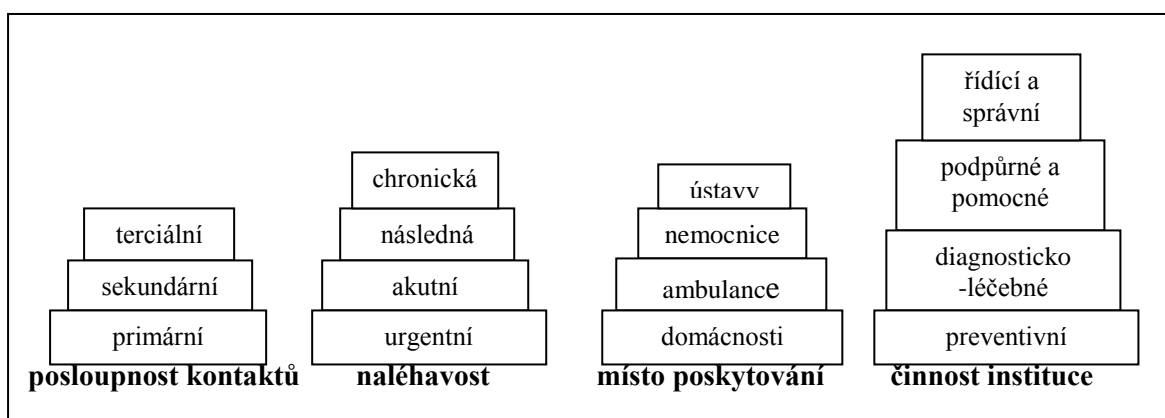 řídící a
správní
podpůrné a
pomocné
diagnosticko
-léčebné
preventivní
činnost instituce
chronická
následná
akutní
urgentní
naléhavost
ústavy
nemocnice
ambulance
domácnosti
místo poskytování
terciální
sekundární
primární
posloupnost kontaktů